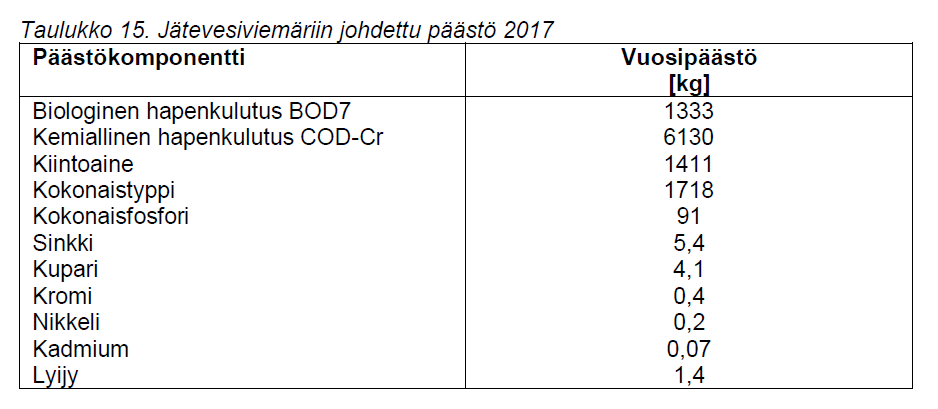 Taulukko 15. Jätevesiviemäriin johdettu päästö 2017
Päästökomponentti Vuosipäästö
[kg]
Biologinen hapenkulutus BOD7 1333
Kemiallinen hapenkulutus COD-Cr 6130
Kiintoaine 1411
Kokonaistyppi 1718
Kokonaisfosfori 91
Sinkki 5,4
Kupari 4,1
Kromi 0,4
Nikkeli 0,2
Kadmium 0,07
Lyijy 1,4